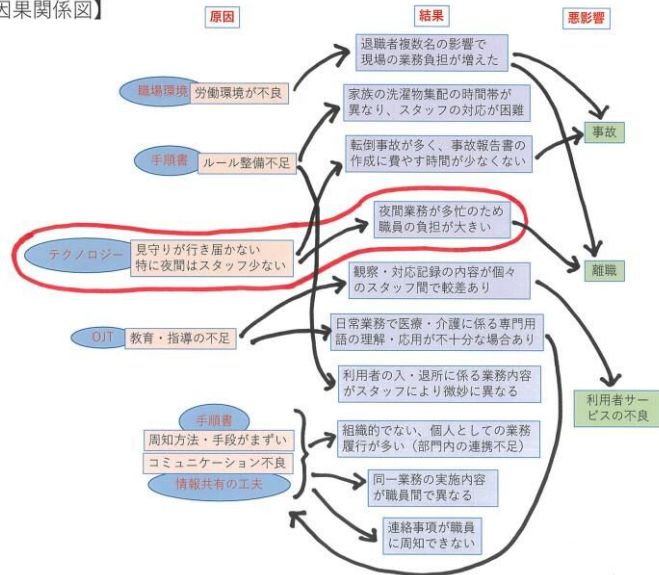 因果関係図】
原因
結果
悪影響
退職者複数名の影響で
現場の業務負担が増えた
職場環境
労働環境が不良
家族の洗濯物集配の時間帯が
異なり、スタッフの対応が困難
事故
手順書
ルール整備不足
転倒事故が多く、事故報告書の
作成に費やす時間が少なくない
夜間業務が多忙のため
職員の負担が大きい
テクノロジー
見守りが行き届かない
特に夜間はスタッフ少ない
離職
観察・対応記録の内容が個々
のスタッフ間で較差あり
OJT
教育・指導の不足
日常業務で医療・介護に係る専門用
語の理解・応用が不十分な場合あり
利用者の入・退所に係る業務内容
がスタッフにより微妙に異なる
利用者サー
ビスの不良
手順書
周知方法・手段がまずい
コミュニケーション不良
情報共有の工夫
組織的でない、個人としての業務
履行が多い（部門内の連携不足）
同一業務の実施内容
が職員間で異なる
連絡事項が職員
に周知できない